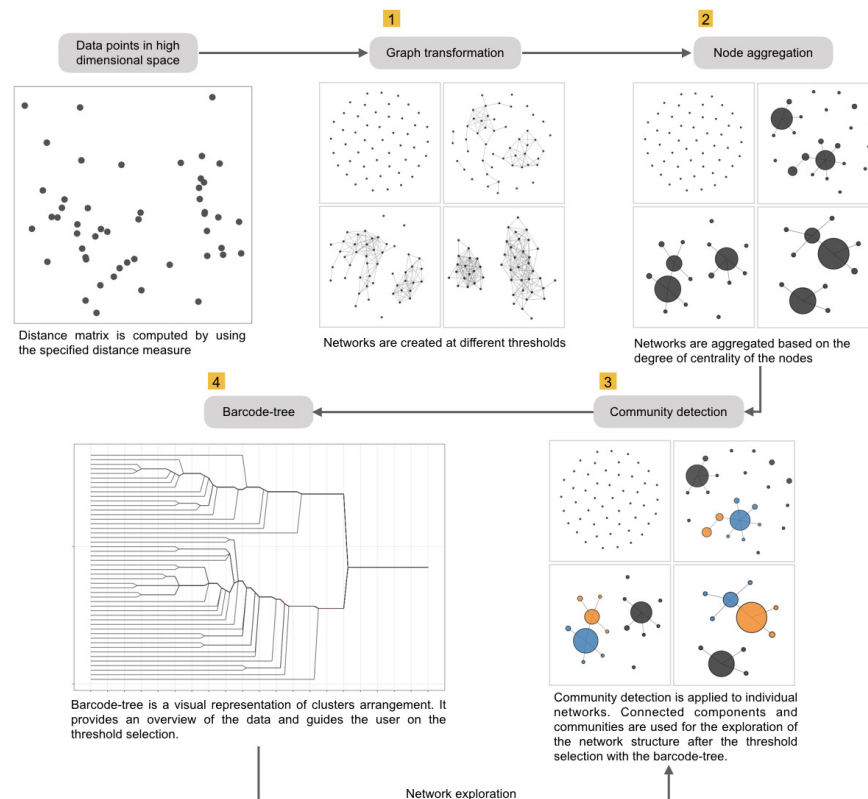 1
2
Data points in high
dimensional space
Graph transformation
Node aggregation
Distance matrix is computed by using
the specified distance measure
Networks are created at different thresholds
Networks are aggregated based on the
degree of centrality of the nodes
4
3
Barcode-tree
Community detection
Barcode-tree is a visual representation of clusters arrangement. It
provides an overview of the data and guides the user on the
threshold selection.
Community detection is applied to individual
networks. Connected components and
communities are used for the exploration of
the network structure after the threshold
selection with the barcode-tree.
Network exploration